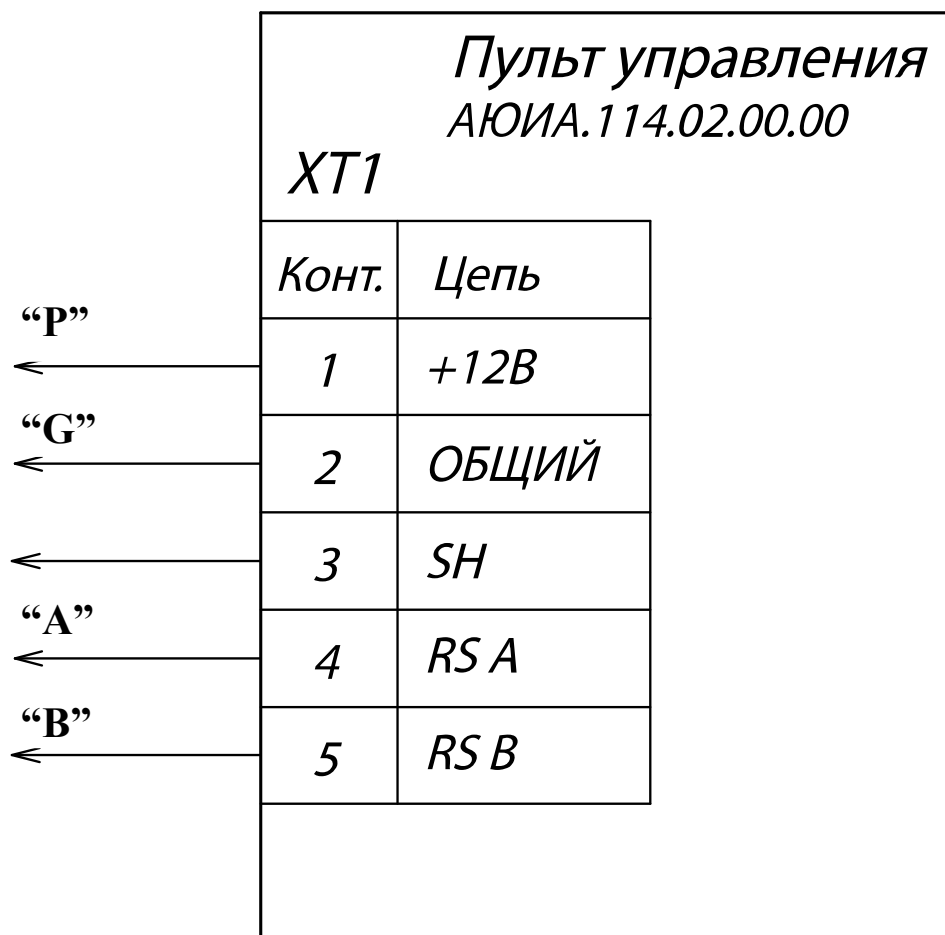 Пульт управления
АЮИА.114.02.00.00
XT1
Конт. Цепь
“P”
1 +12В
“G”
2 ОБЩИЙ
3 SH
“A”
4 RS A
“B”
5 RS B